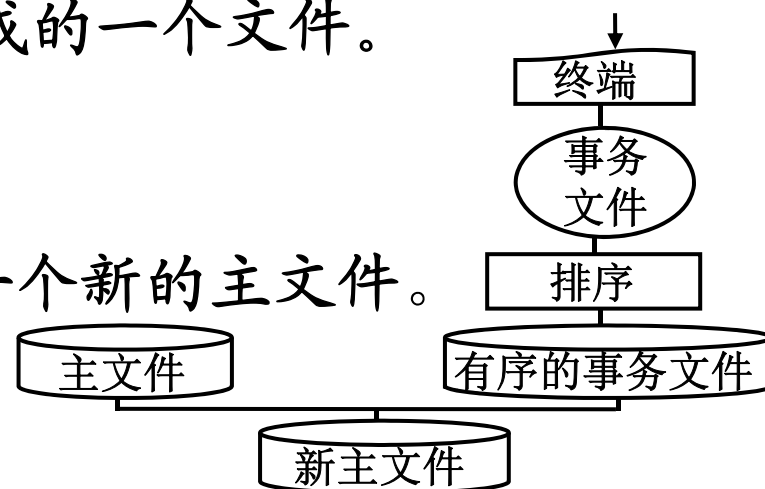 成的一个文件。
终端
事务
文件
一个新的主文件。
排序
主文件
有序的事务文件
新主文件